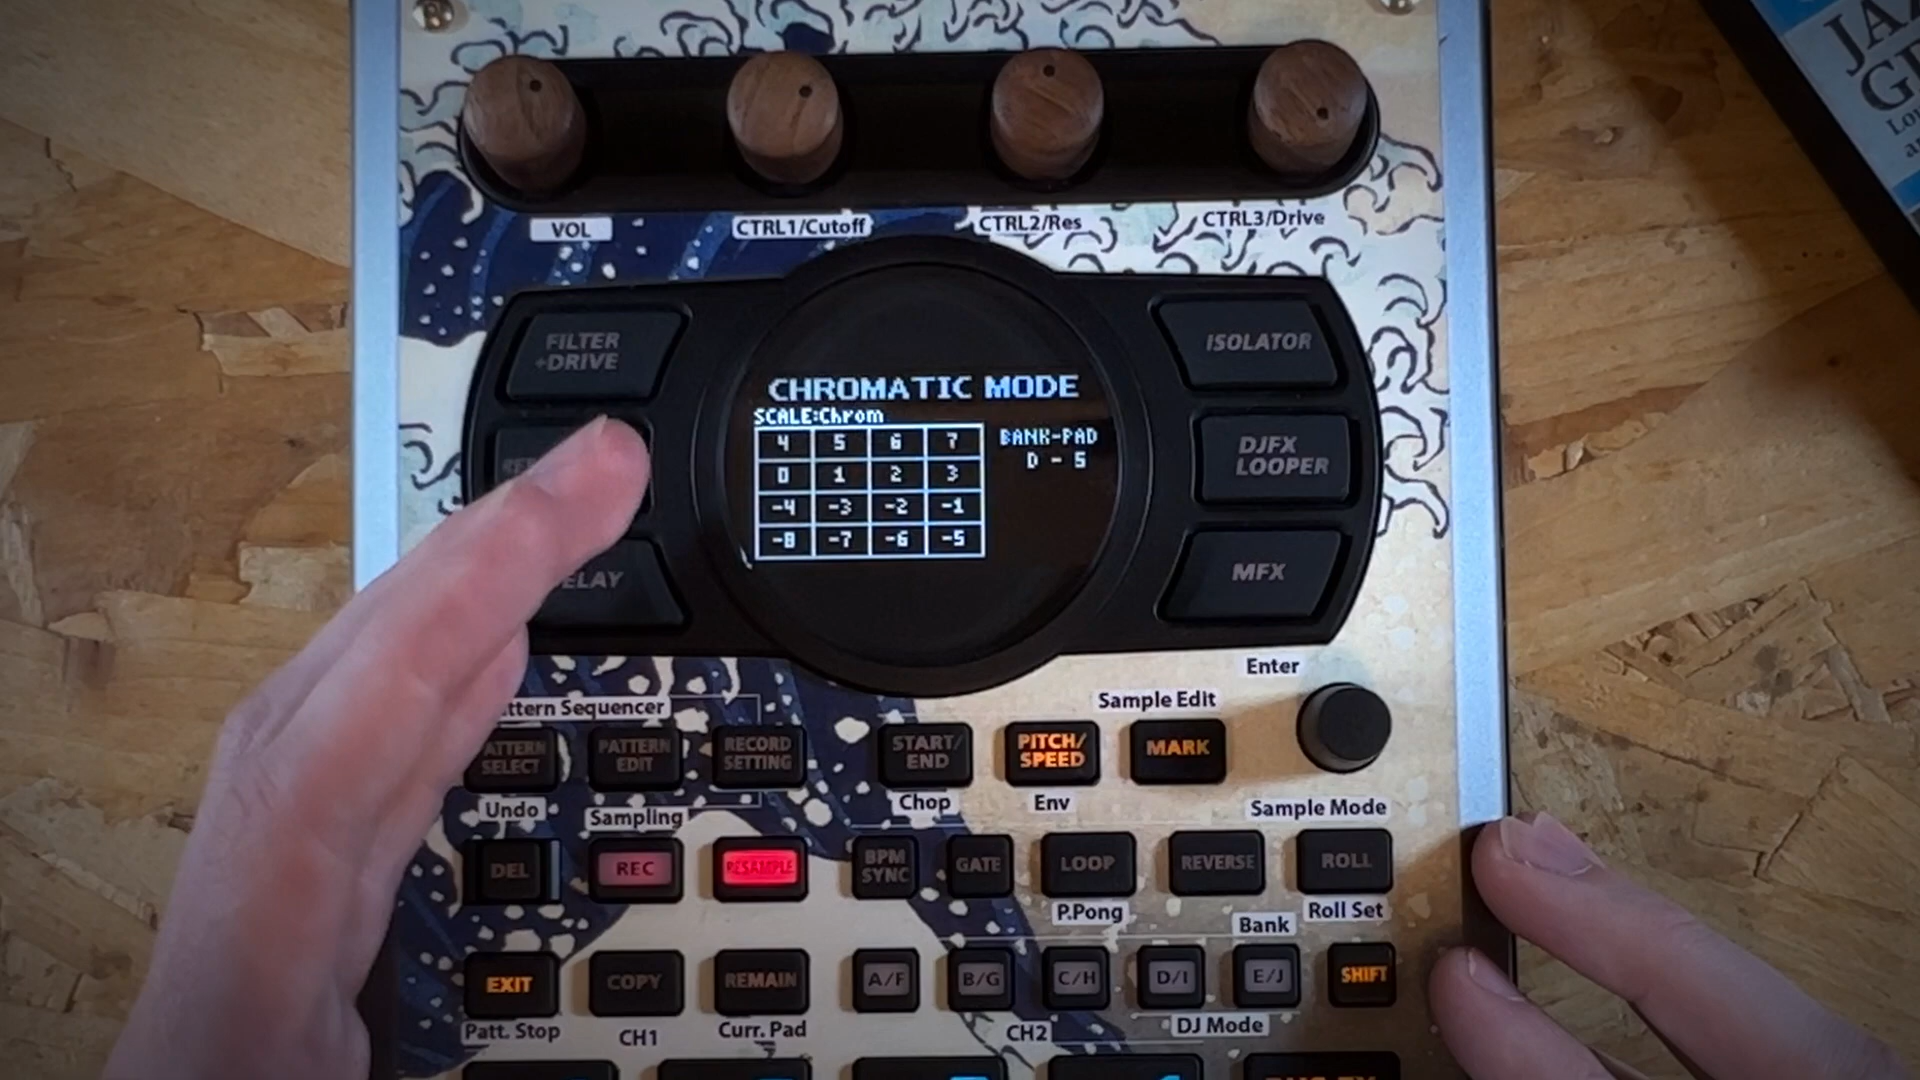 VOL
CTRL1/Cutoff
CTRL2/Res
CTRL3/Drive
FILTER
+DRIVE
ISOLATOR
DJFX
LOOPER
MFX
CHROMATIC MODE
SCALE:Chrom
4 5 6 7
0 1 2 3
-4 -3 -2 -1
-8 -7 -6 -5
BANK-PAD
D - 5
Enter
Sample Edit
Sequencer
PATTERN
EDIT
RECORD
SETTING
SELECT
START/
END
PITCH/
SPEED
MARK
Undo
Sampling
Chop
Env
Sample Mode
DEL
REC
RESAMPLE
BPM
SYNC
GATE
LOOP
REVERSE
ROLL
P.Pong
Bank
Roll Set
EXIT
COPY
REMAIN
A/F
B/G
C/H
D/I
E/J
SHIFT
Patt. Stop
CH1
Curr. Pad
CH2
DJ Mode